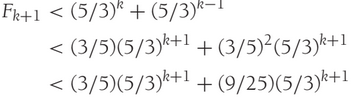 F_{k+1} < (5/3)^k + (5/3)^{k−1}
< (3/5)(5/3)^{k+1} + (3/5)^2(5/3)^{k+1}
< (3/5)(5/3)^{k+1} + (9/25)(5/3)^{k+1}